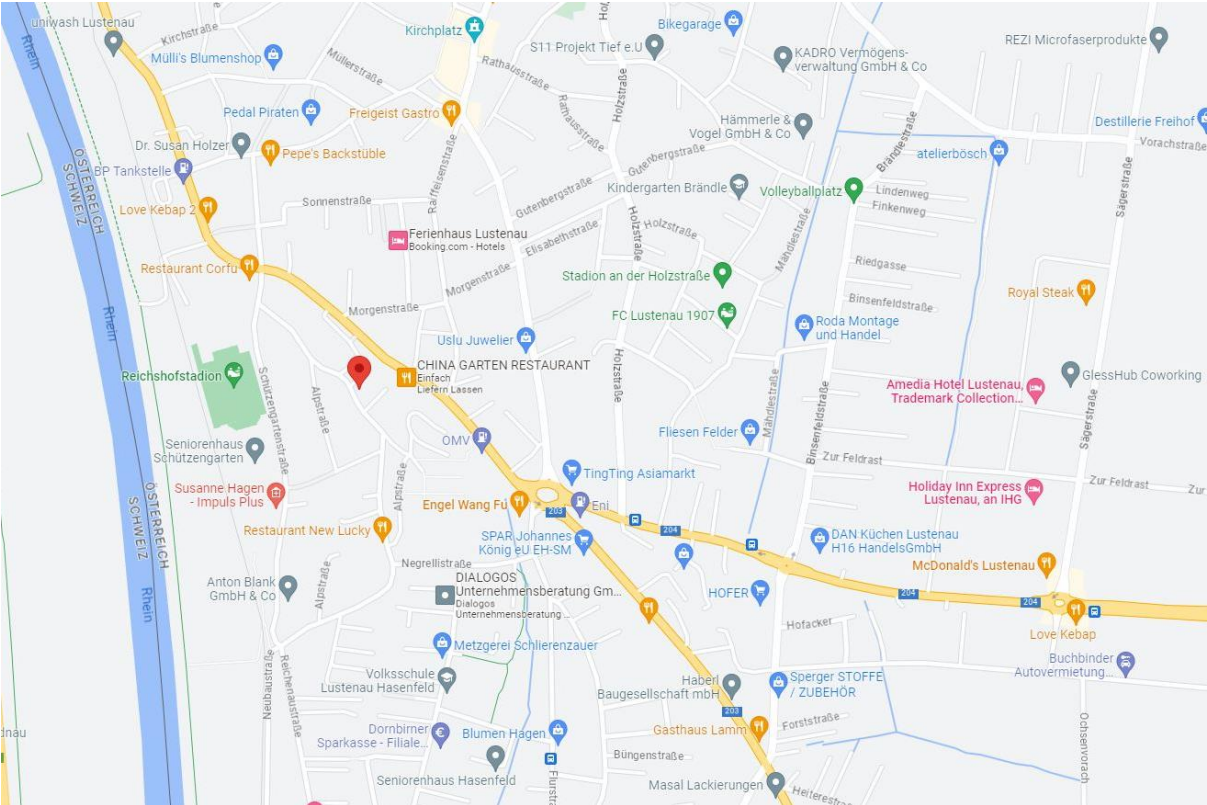 uniwash Lustenau
Kirchstraße
Kirchplatz
Bikegarage
S11 Projekt Tief e.U
REZI Microfaserprodukte
Rhein
Mülli's Blumenshop
Müllerstraße
Rathausstraße
KADRO Vermögens-
verwaltung GmbH & Co
Pedal Piraten
Freigeist Gastro
Rathausstraße
Holzstraße
Hämmerle &
Vogel GmbH & Co
Brändlestraße
Destillerie Freihof
Vorachstraße
Dr. Susan Holzer
Pepe's Backstüble
Gutenbergstraße
atelierbösch
BP Tankstelle
ÖSTERREICH
SCHWEIZ
Raiffeisenstraße
Kindergarten Brändle
Volleyballplatz
Lindenweg
Sägerstraße
Love Kebap 2
Sonnenstraße
Gutenbergstraße
Finkenweg
Holzstraße
Holzstraße
Ferienhaus Lustenau
Booking.com - Hotels
Elisabethstraße
Mähdlestraße
Restaurant Corfu
Morgenstraße
Stadion an der Holzstraße
Riedgasse
Royal Steak
Morgenstraße
Binsenfeldstraße
Rhein
FC Lustenau 1907
Roda Montage
und Handel
Uslu Juwelier
CHINA GARTEN RESTAURANT
Einfach
Liefern Lassen
Holzstraße
Reichshofstadion
GlessHub Coworking
Schürzengartenstraße
Alpstraße
Mähdlestraße
Amedia Hotel Lustenau,
Trademark Collection...
Binsenfeldstraße
Sägerstraße
OMV
Fliesen Felder
Seniorenhaus
Schützengarten
Zur Feldrast
TingTing Asiamarkt
Alpstraße
Susanne Hagen
- Impuls Plus
Holiday Inn Express
Lustenau, an IHG
Zur Feldrast
Zur
Engel Wang Fu
Eni
203
204
ÖSTERREICH
SCHWEIZ
Restaurant New Lucky
SPAR Johannes
König eU EH-SM
DAN Küchen Lustenau
H16 HandelsGmbH
Negrellistraße
McDonald's Lustenau
Anton Blank
GmbH & Co
Alpstraße
DIALOGOS
Unternehmensberatung Gm...
Dialogos
Unternehmensberatung ...
HOFER
204
204
Rhein
Hofacker
Love Kebap
Metzgerei Schlierenzauer
Neubaustraße
Reichenaustraße
Volksschule
Lustenau Hasenfeld
Haberl
Baugesellschaft mbH
Sperger STOFFE
/ ZUBEHÖR
Buchbinder
Autovermietung...
203
Dornbirner
Sparkasse - Filiale...
Blumen Hagen
Gasthaus Lamm
Forststraße
Ochsenvorach
Büngenstraße
Seniorenhaus Hasenfeld
Flurstraße
Masal Lackierungen